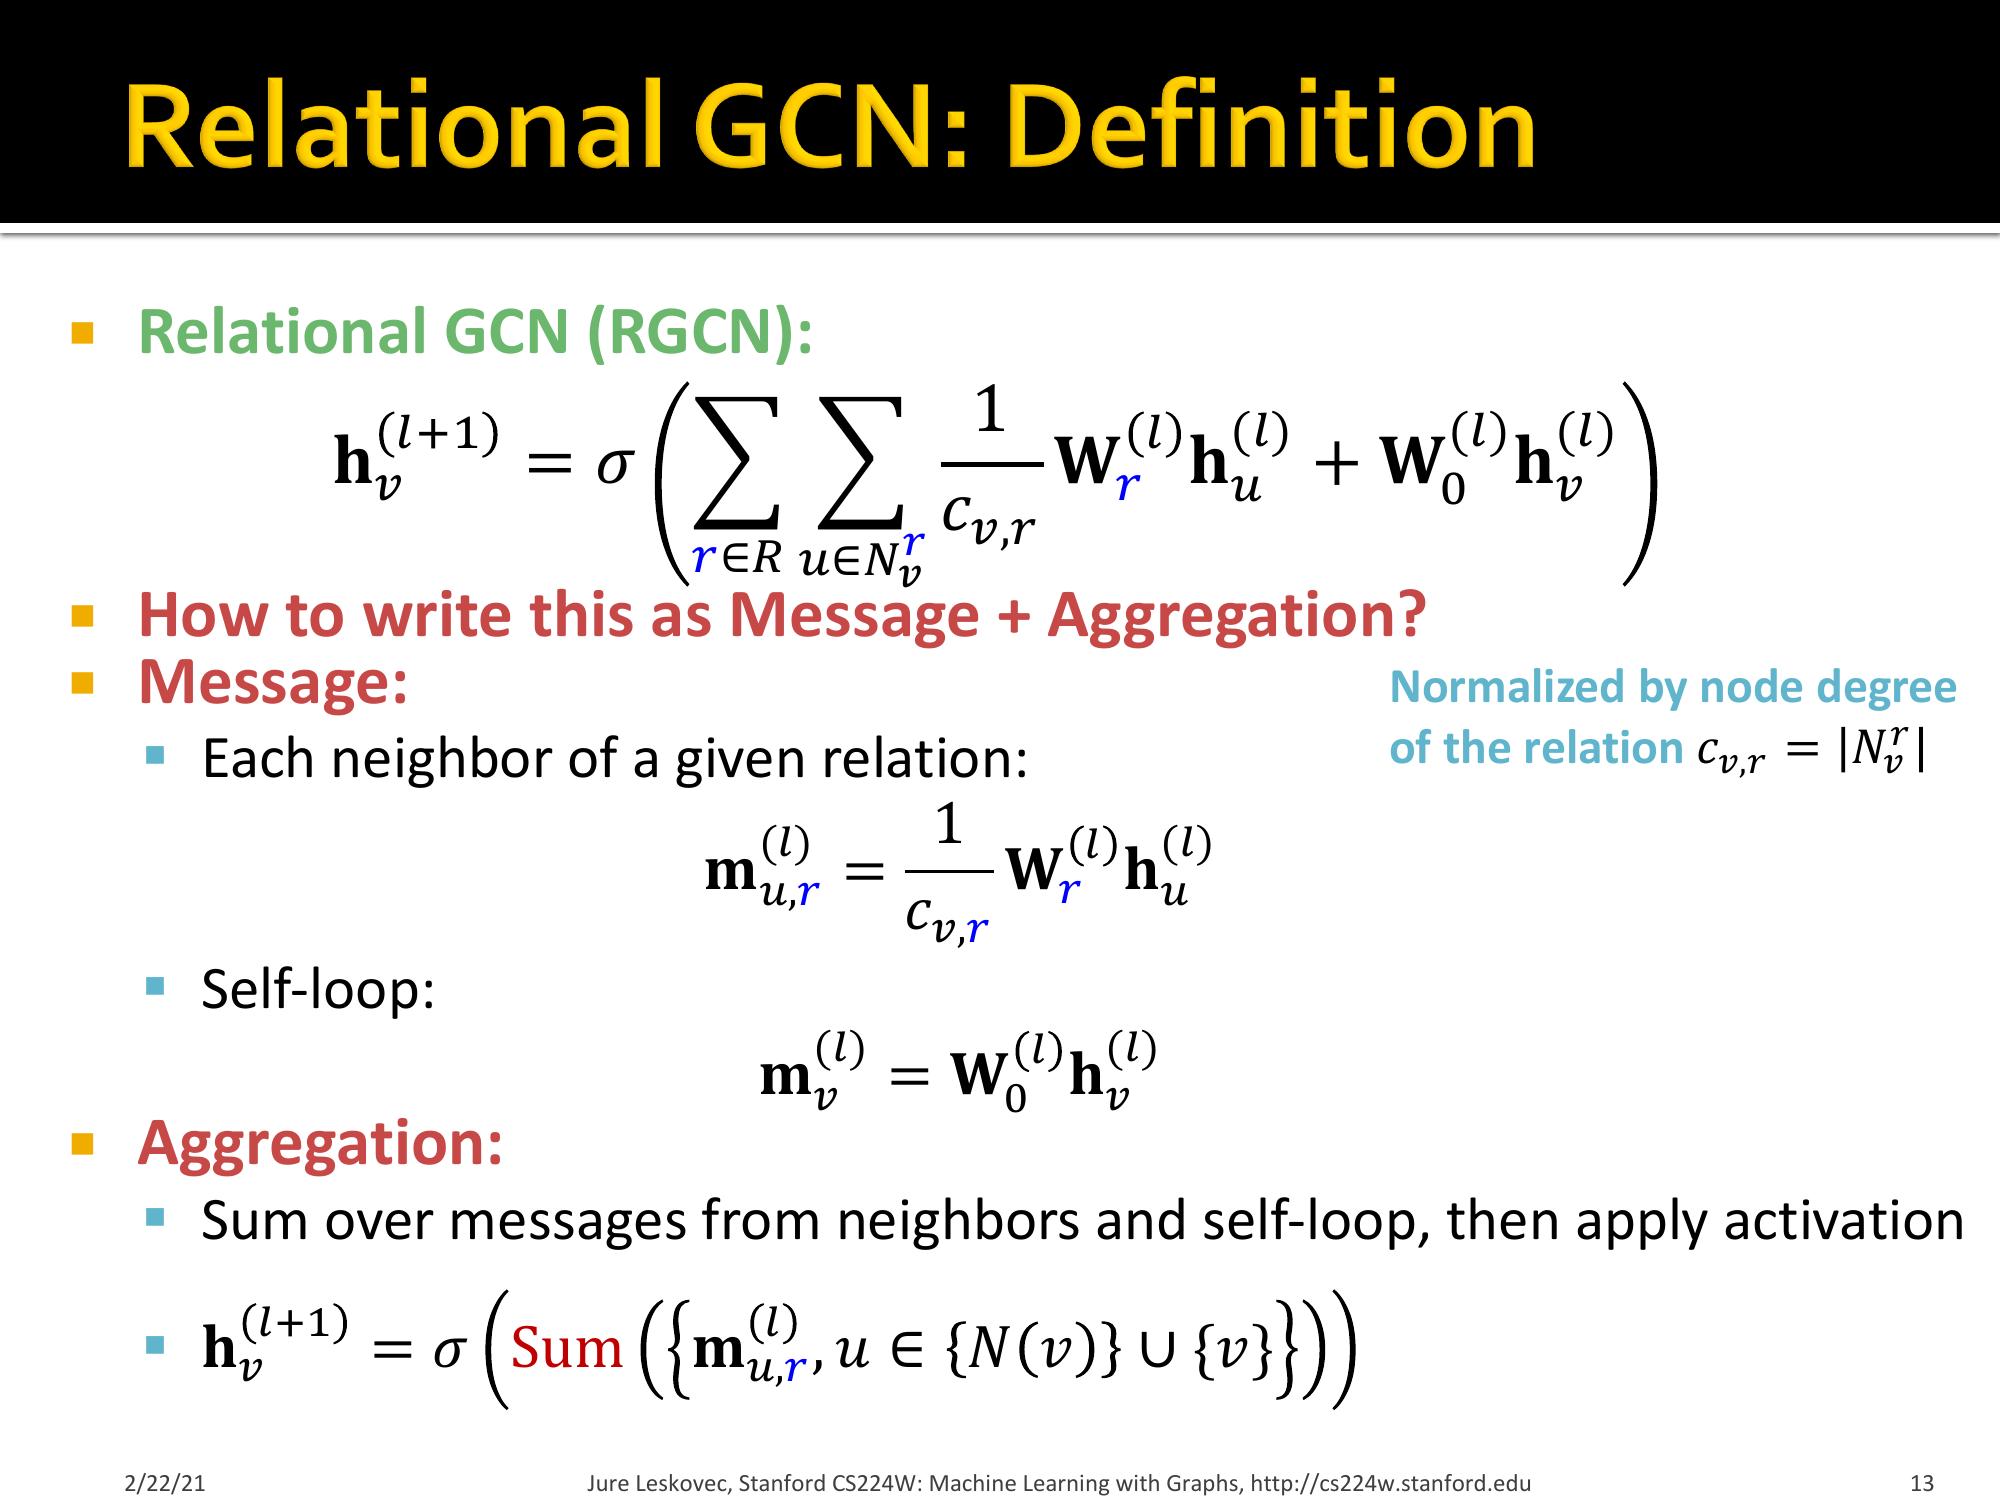 Relational GCN: Definition
▪ Relational GCN (RGCN):
$\mathbf{h}_v^{(l+1)} = \sigma\left(\sum_{r \in R} \sum_{u \in N_v^r} \frac{1}{c_{v,r}} \mathbf{W}_r^{(l)} \mathbf{h}_u^{(l)} + \mathbf{W}_0^{(l)} \mathbf{h}_v^{(l)}\right)$
▪ How to write this as Message + Aggregation?
▪ Message:
Normalized by node degree
of the relation $c_{v,r} = |N_v^r|$
▪ Each neighbor of a given relation:
$\mathbf{m}_{u,r}^{(l)} = \frac{1}{c_{v,r}} \mathbf{W}_r^{(l)} \mathbf{h}_u^{(l)}$
▪ Self-loop:
$\mathbf{m}_v^{(l)} = \mathbf{W}_0^{(l)} \mathbf{h}_v^{(l)}$
▪ Aggregation:
▪ Sum over messages from neighbors and self-loop, then apply activation
▪ $\mathbf{h}_v^{(l+1)} = \sigma\left(\text{Sum}\left(\left\{\mathbf{m}_{u,r}^{(l)}, u \in \{N(v)\} \cup \{v\}\right\}\right)\right)$
2/22/21 Jure Leskovec, Stanford CS224W: Machine Learning with Graphs, http://cs224w.stanford.edu 13